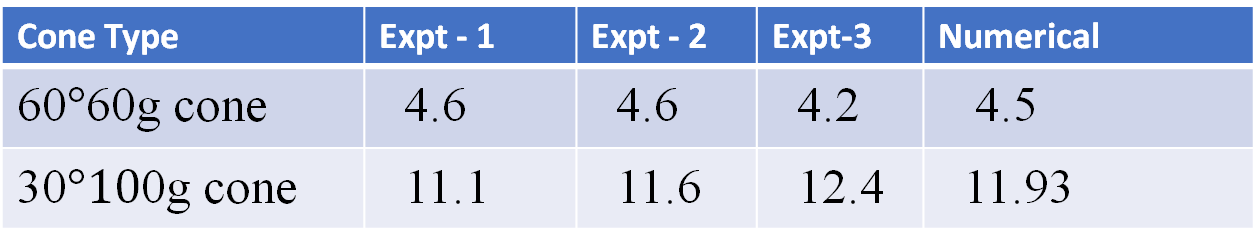 Cone Type Expt - 1 Expt - 2 Expt-3 Numerical
60°60g cone 4.6 4.6 4.2 4.5
30°100g cone 11.1 11.6 12.4 11.93